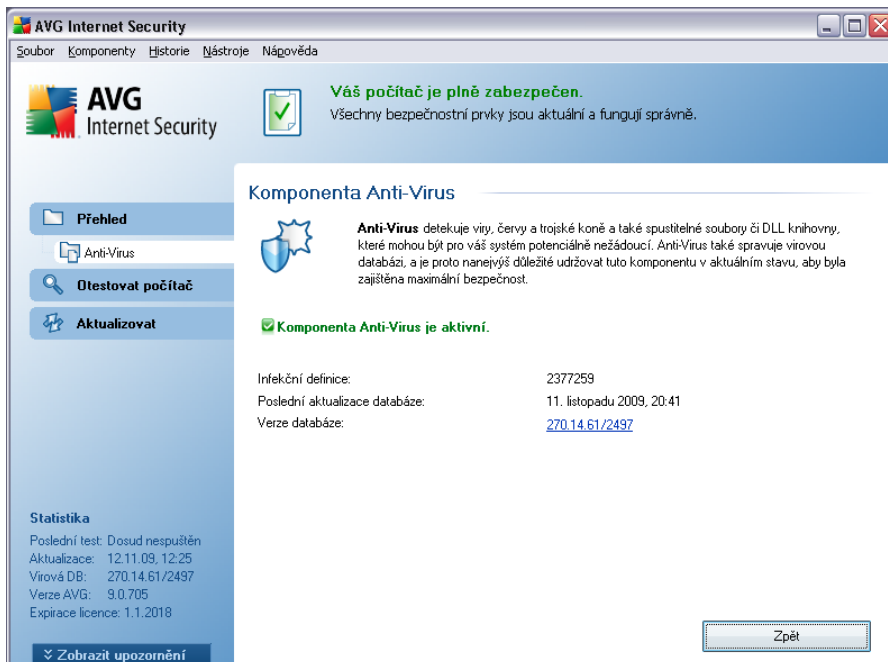 AVG Internet Security
Soubor Komponenty Historie Nástroje Nápověda
AVG
Internet Security
Váš počítač je plně zabezpečen.
Všechny bezpečnostní prvky jsou aktuální a fungují správně.
Přehled
Anti-Virus
Otestovat počítač
Aktualizovat
Komponenta Anti-Virus
Anti-Virus detekuje viry, červy a trojské koně a také spustitelné soubory či DLL knihovny,
které mohou být pro váš systém potenciálně nežádoucí. Anti-Virus také spravuje virovou
databázi, a je proto nanejvýš důležité udržovat tuto komponentu v aktuálním stavu, aby byla
zajištěna maximální bezpečnost.
Komponenta Anti-Virus je aktivní.
Infekční definice: 2377259
Poslední aktualizace databáze: 11. listopadu 2009, 20:41
Verze databáze: 270.14.61/2497
Statistika
Poslední test: Dosud nespuštěn
Aktualizace: 12.11.09, 12:25
Virová DB: 270.14.61/2497
Verze AVG: 9.0.705
Expirace licence: 1.1.2018
Zobrazit upozornění
Zpět